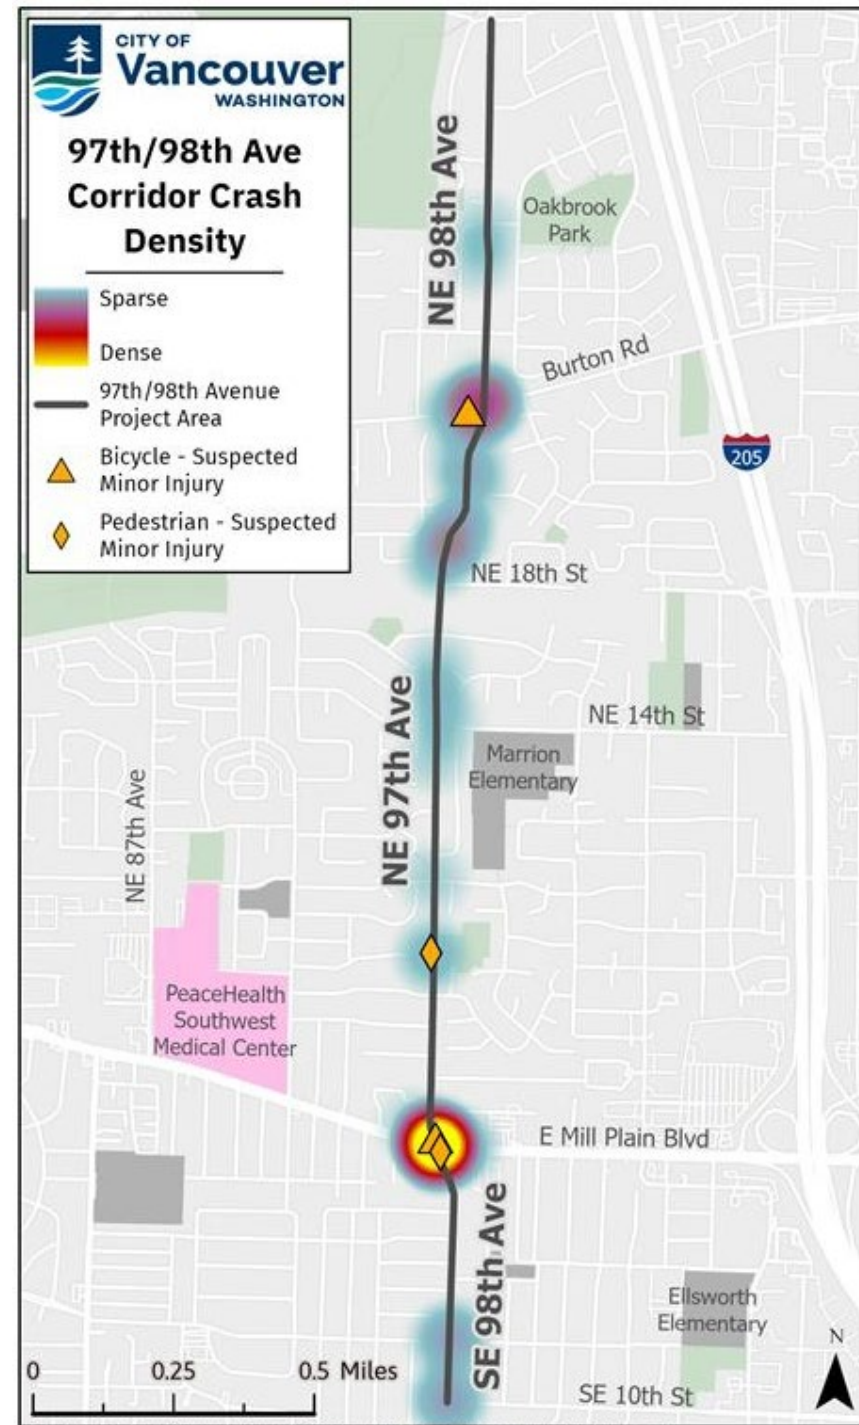 CITY OF
Vancouver
WASHINGTON
97th/98th Ave
Corridor Crash
Density
Sparse
Dense
97th/98th Avenue
Project Area
Bicycle - Suspected
Minor Injury
Pedestrian - Suspected
Minor Injury
NE 98th Ave
Oakbrook
Park
Burton Rd
205
NE 18th St
NE 97th Ave
NE 14th St
Marrion
Elementary
NE 87th Ave
PeaceHealth
Southwest
Medical Center
E Mill Plain Blvd
SE 98th Ave
Ellsworth
Elementary
SE 10th St
N
0 0.25 0.5 Miles